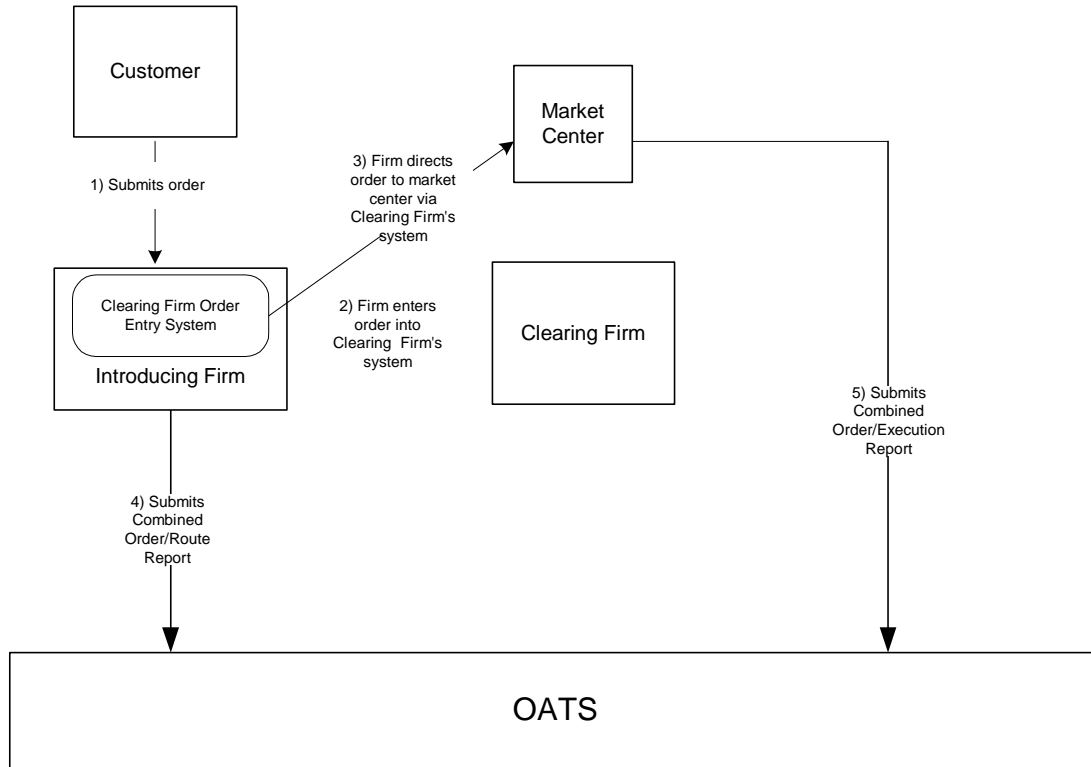 Customer
1) Submits order
Clearing Firm Order
Entry System
Introducing Firm
2) Firm enters
order into
Clearing Firm's
system
3) Firm directs
order to market
center via
Clearing Firm's
system
Market
Center
Clearing Firm
4) Submits
Combined
Order/Route
Report
5) Submits
Combined
Order/Execution
Report
OATS